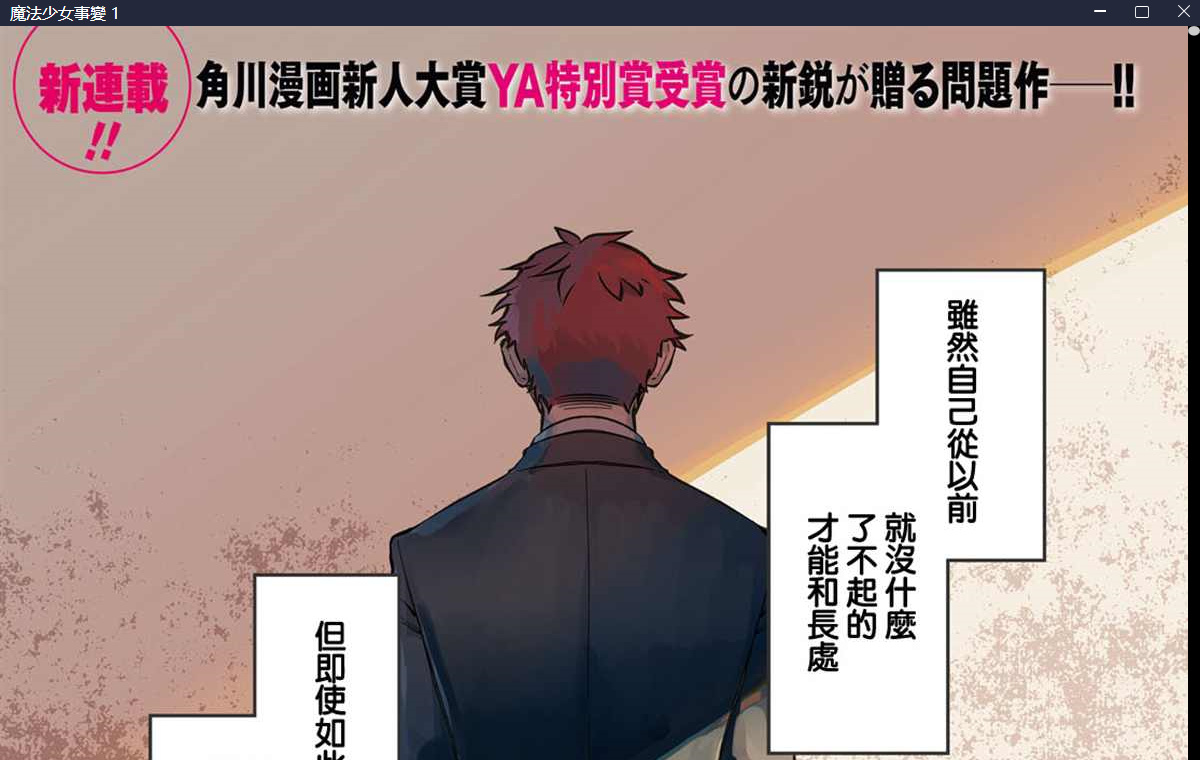 魔法少女事變 1
新連載
!!
角川漫画新人大賞YA特別賞受賞の新鋭が贈る問題作──!!
雖然自己從以前
就沒什麼
了不起的
才能和長處
但即使如